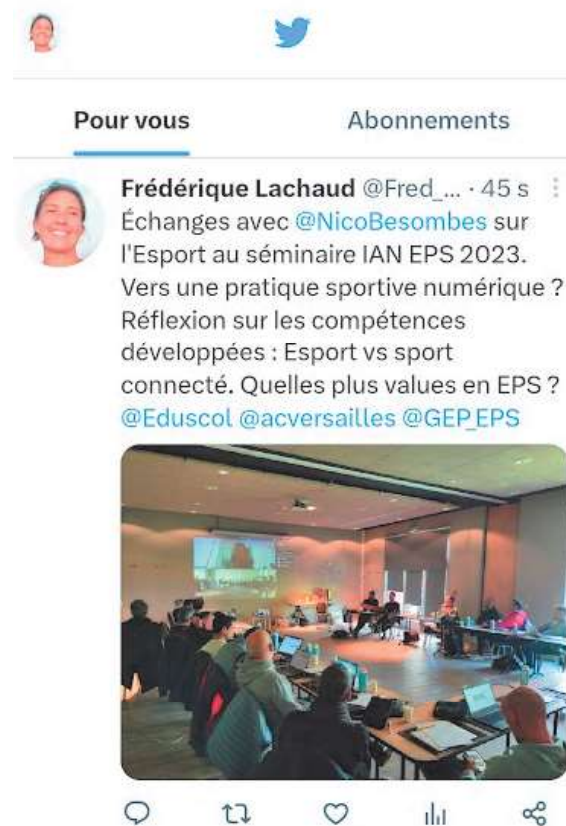 Pour vous
Abonnements
Frédérique Lachaud @Fred_... · 45 s
Échanges avec @NicoBesombes sur
l'Esport au séminaire IAN EPS 2023.
Vers une pratique sportive numérique ?
Réflexion sur les compétences
développées : Esport vs sport
connecté. Quelles plus values en EPS ?
@Eduscol @acversailles @GEP_EPS